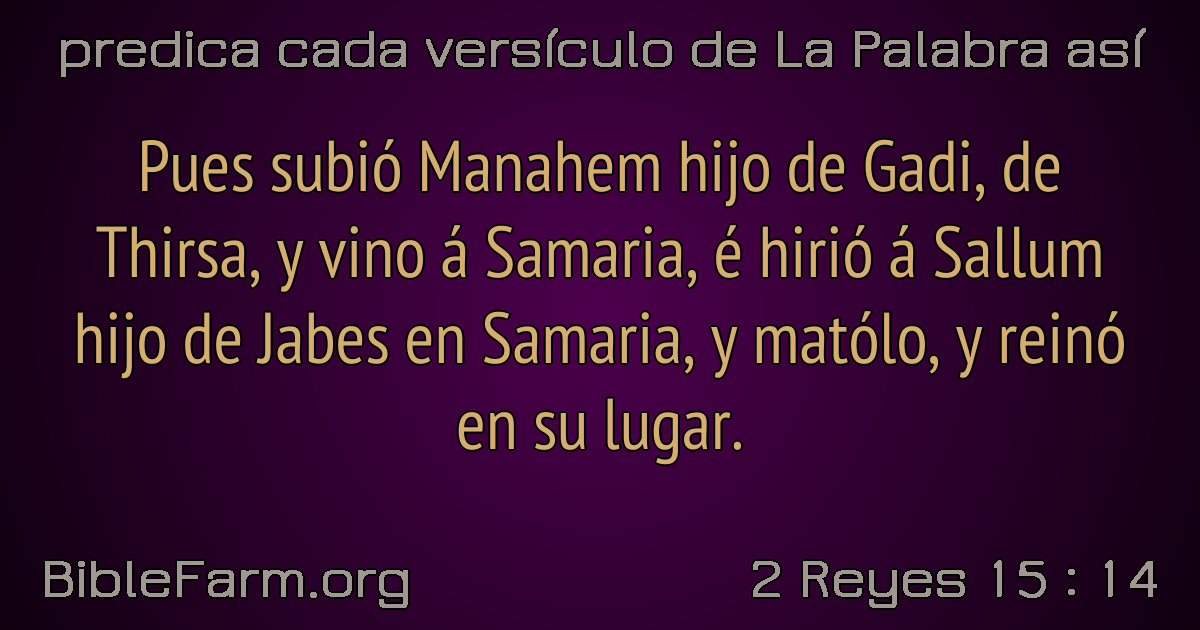 predica cada versículo de La Palabra así
Pues subió Manahem hijo de Gadi, de
Thirsa, y vino á Samaria, é hirió á Sallum
hijo de Jabes en Samaria, y matólo, y reinó
en su lugar.
BibleFarm.org
2 Reyes 15 : 14